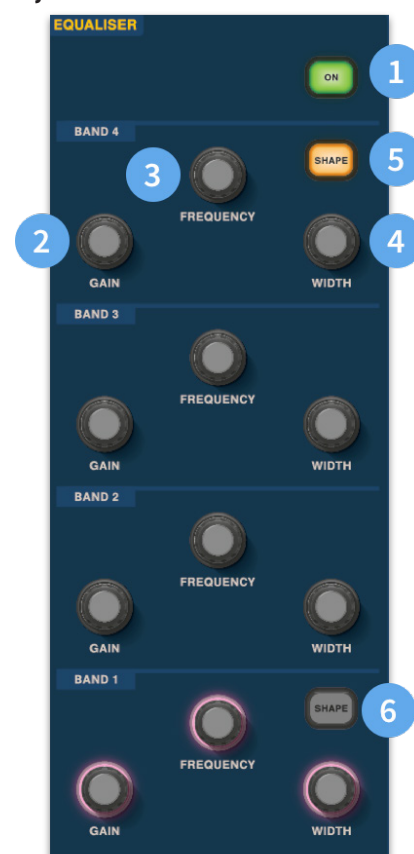 EQUALISER
ON
1
BAND 4
SHAPE
5
3
FREQUENCY
2
4
GAIN
WIDTH
BAND 3
FREQUENCY
GAIN
WIDTH
BAND 2
FREQUENCY
GAIN
WIDTH
BAND 1
SHAPE
6
FREQUENCY
GAIN
WIDTH